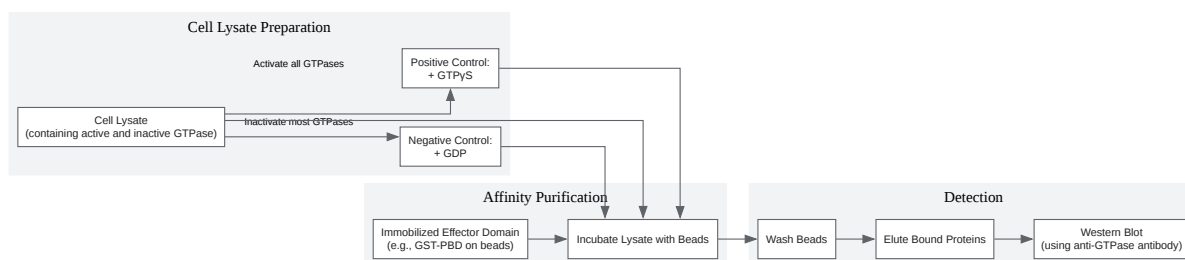 Cell Lysate Preparation
Activate all GTPases
Positive Control:
+ GTPγS
Cell Lysate
(containing active and inactive GTPase)
Inactivate most GTPases
Negative Control:
+ GDP
Affinity Purification
Immobilized Effector Domain
(e.g., GST-PBD on beads)
Incubate Lysate with Beads
Detection
Wash Beads
Elute Bound Proteins
Western Blot
(using anti-GTPase antibody)